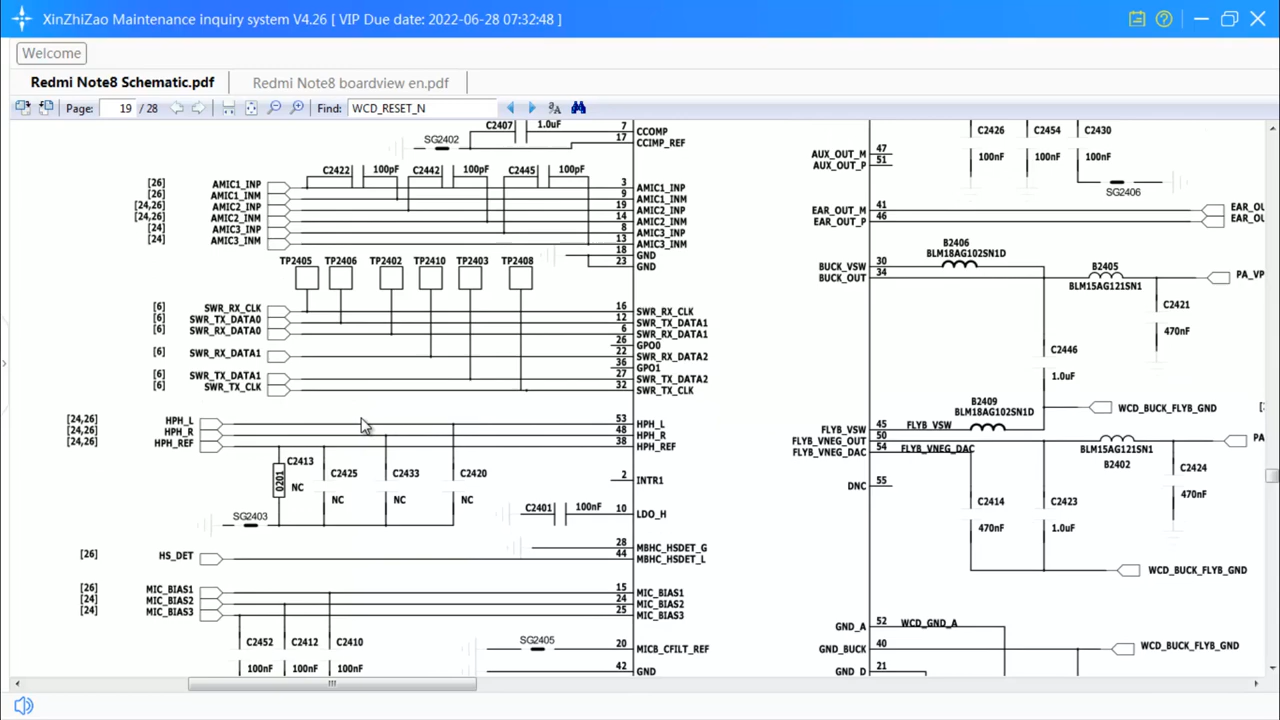 XinZhiZao Maintenance inquiry system V4.26 [ VIP Due date: 2022-06-28 07:32:48 ]
Welcome
Redmi Note8 Schematic.pdf
Redmi Note8 boardview en.pdf
Page: 19 / 28
Find: WCD_RESET_N
C2407 1.0uF 7 CCOMP
SG2402 17 CCIMP_REF
C2422 100pF C2442 100pF C2445 100pF
[26] AMIC1_INP 3 AMIC1_INP
[26] AMIC1_INM 9 AMIC1_INM
[24,26] AMIC2_INP 19 AMIC2_INP
[24,26] AMIC2_INM 14 AMIC2_INM
[24] AMIC3_INP 8 AMIC3_INP
[24] AMIC3_INM 13 AMIC3_INM
18 GND
23 GND
TP2405 TP2406 TP2402 TP2410 TP2403 TP2408
[6] SWR_RX_CLK 16 SWR_RX_CLK
[6] SWR_TX_DATA0 12 SWR_TX_DATA1
[6] SWR_RX_DATA0 6 SWR_RX_DATA1
26 GPO0
[6] SWR_RX_DATA1 22 SWR_RX_DATA2
36 GPO1
[6] SWR_TX_DATA1 27 SWR_TX_DATA2
[6] SWR_TX_CLK 32 SWR_TX_CLK
[24,26] HPH_L 53 HPH_L
[24,26] HPH_R 48 HPH_R
[24,26] HPH_REF 38 HPH_REF
0201
C2413 NC
C2425 NC
C2433 NC
C2420 NC
2 INTR1
SG2403
C2401 100nF 10 LDO_H
28 MBHC_HSDET_G
[26] HS_DET 44 MBHC_HSDET_L
[26] MIC_BIAS1 15 MIC_BIAS1
[24] MIC_BIAS2 24 MIC_BIAS2
[24] MIC_BIAS3 25 MIC_BIAS3
C2452 C2412 C2410
100nF 100nF 100nF
SG2405 20 MICB_CFILT_REF
42 GND
C2426 C2454 C2430
100nF 100nF 100nF
SG2406
AUX_OUT_M 47
AUX_OUT_P 51
EAR_OUT_M 41
EAR_OUT_P 46
B2406
BLM18AG102SN1D
BUCK_VSW 30
BUCK_OUT 34
B2405
BLM15AG121SN1
C2421
470nF
C2446
1.0uF
B2409
BLM18AG102SN1D
WCD_BUCK_FLYB_GND
FLYB_VSW 45 FLYB_VSW
FLYB_VNEG_OUT 50
FLYB_VNEG_DAC 54 FLYB_VNEG_DAC
BLM15AG121SN1
B2402
C2424
470nF
DNC 55
C2414
470nF
C2423
1.0uF
WCD_BUCK_FLYB_GND
GND_A 52 WCD_GND_A
GND_BUCK 40 WCD_BUCK_FLYB_GND
GND_D 21